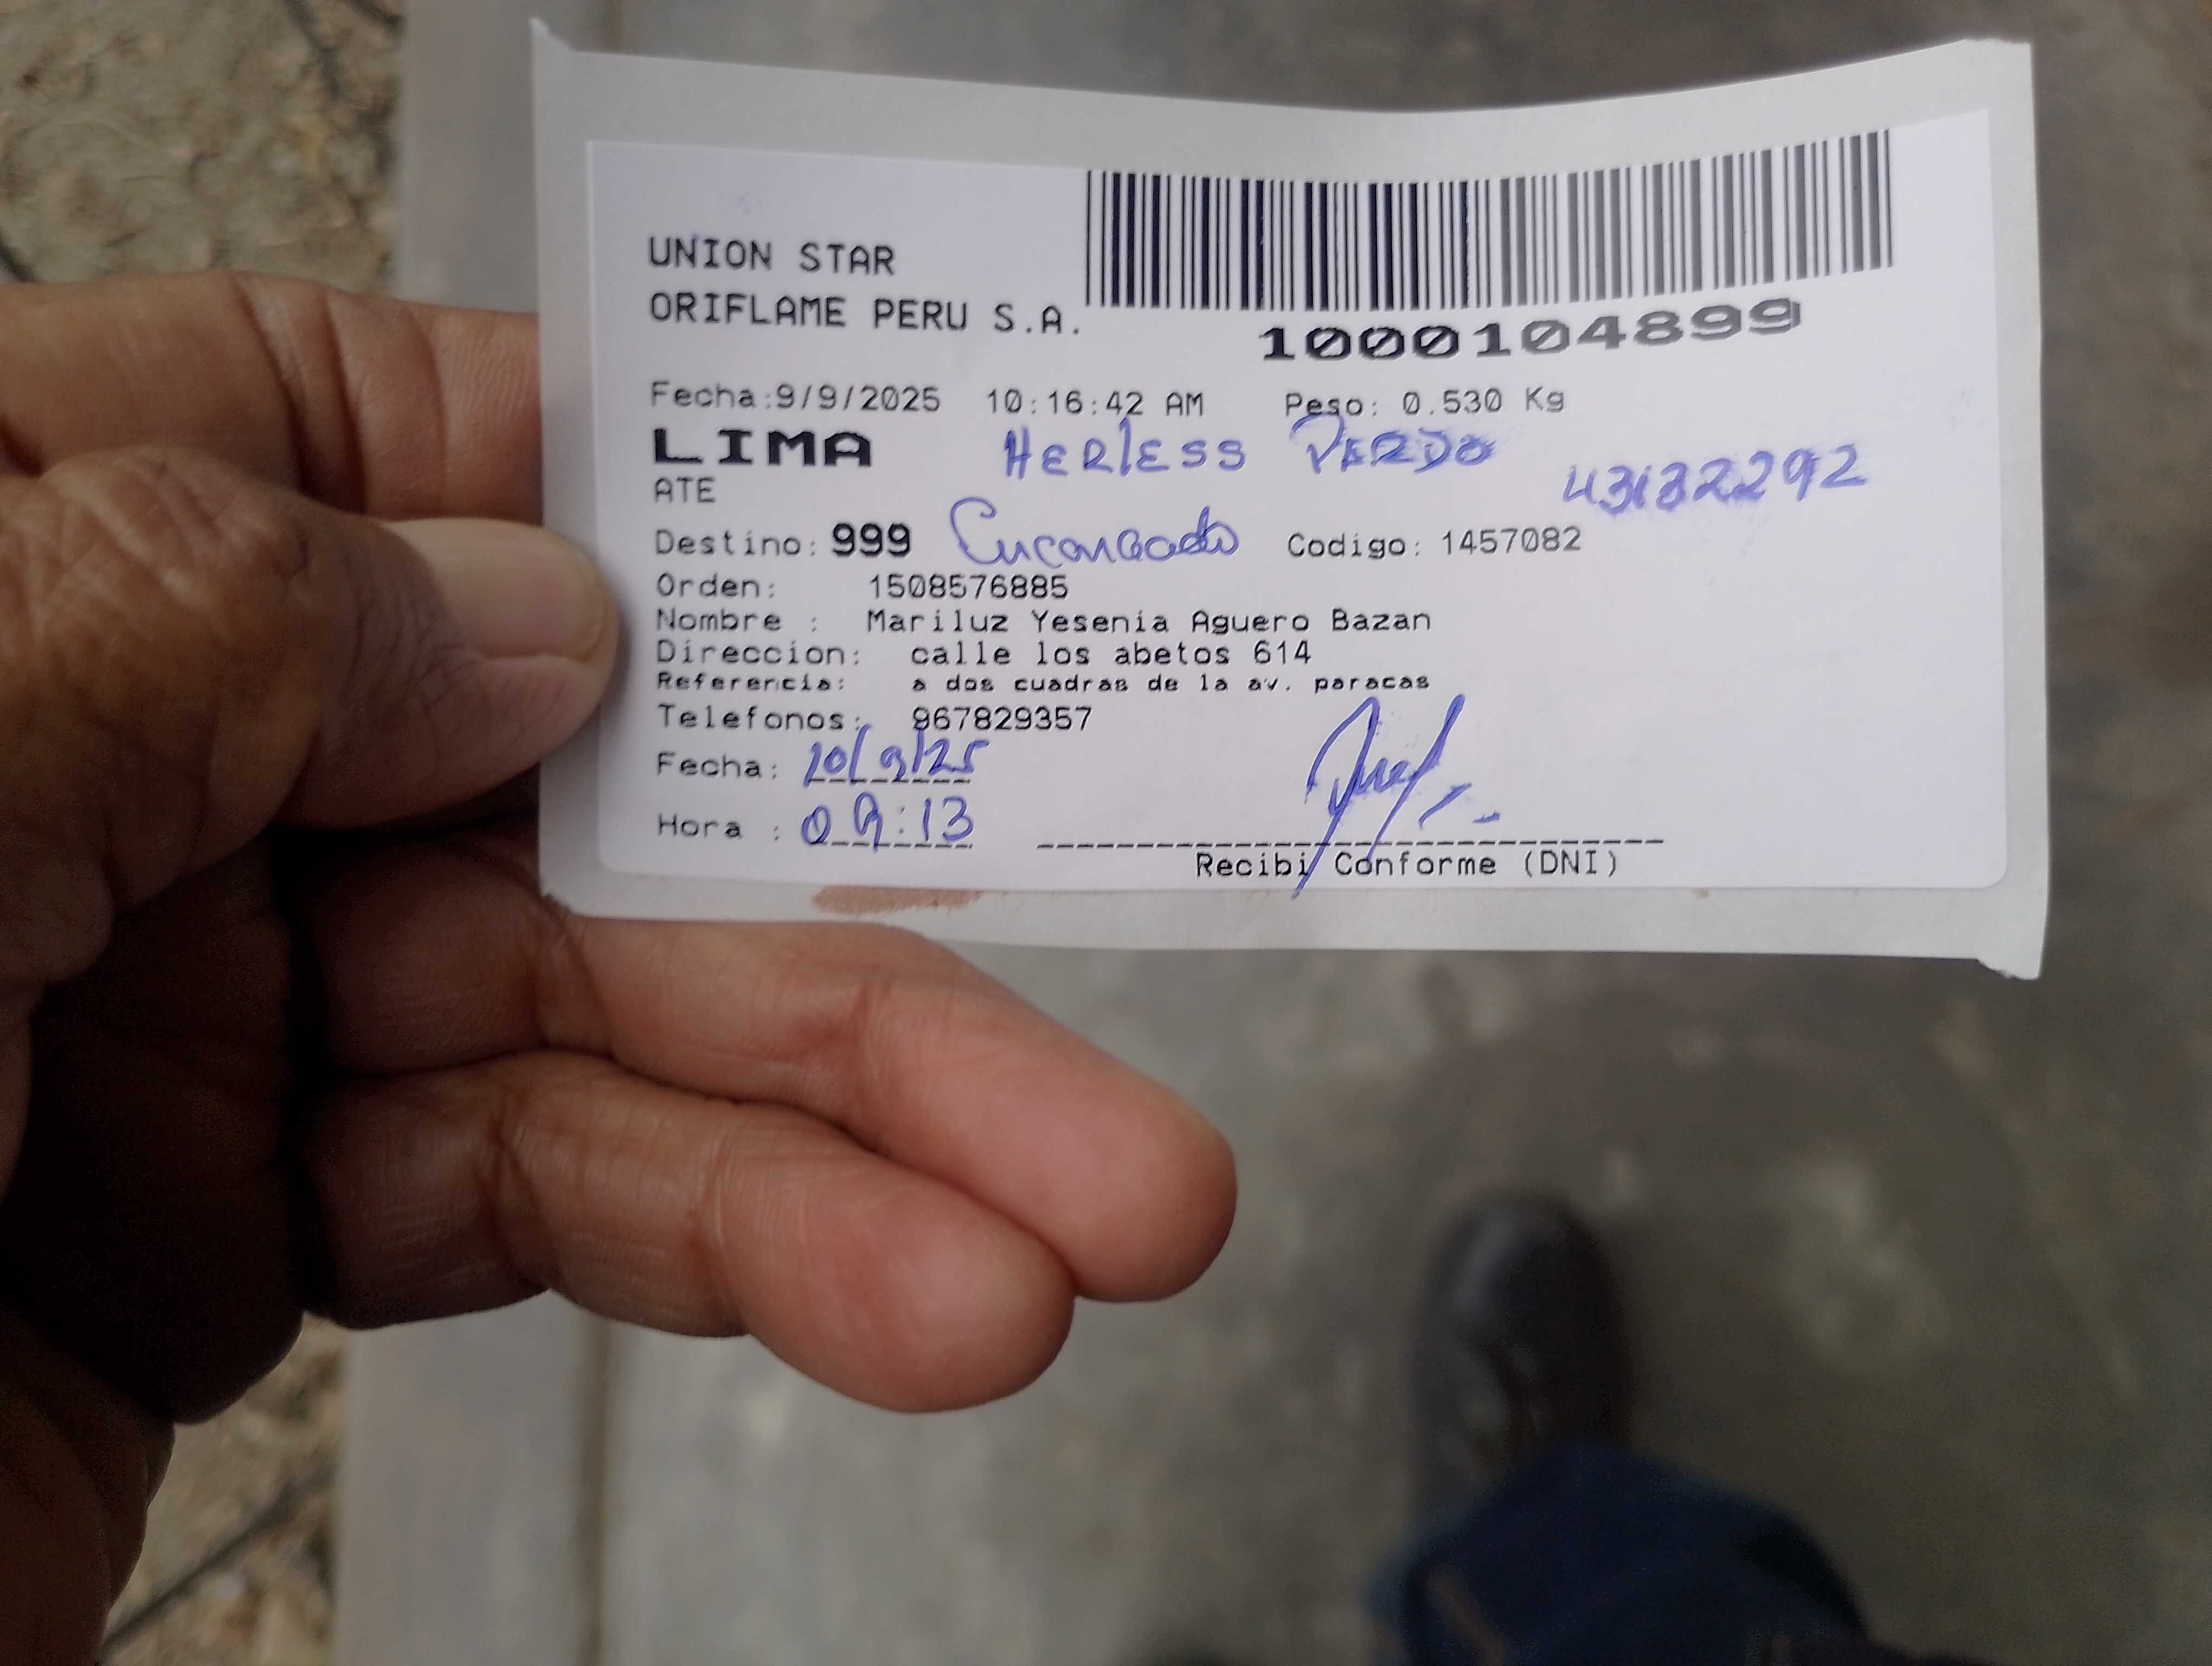 UNION STAR
ORIFLAME PERU S.A.
1000104899
Fecha:9/9/2025 10:16:42 AM Peso: 0.530 Kg
LIMA HERLESS PARDO
ATE 43132292
Destino: 999 Encargado Codigo: 1457082
Orden: 1508576885
Nombre : Mariluz Yesenia Aguero Bazan
Direccion: calle los abetos 614
Referencia: a dos cuadras de la av. paracas
Telefonos: 967829357
Fecha: 10/9/25
Hora : 09:13
Recibi Conforme (DNI)